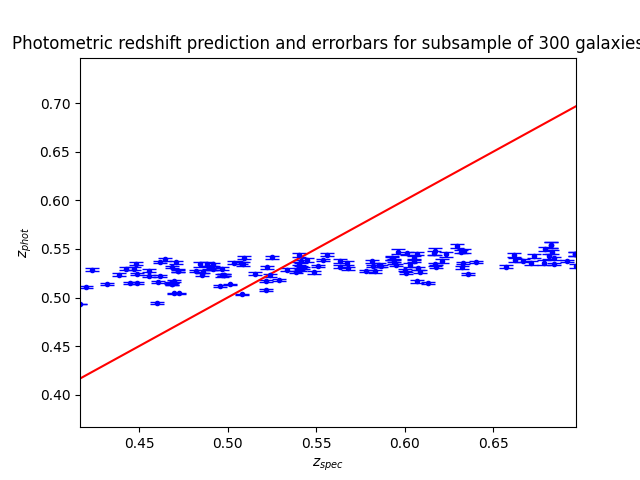 Photometric redshift prediction and errorbars for subsample of 300 galaxies
0.70
0.65
0.60
0.55
0.50
0.45
0.40
z_phot
0.45 0.50 0.55 0.60 0.65
z_spec